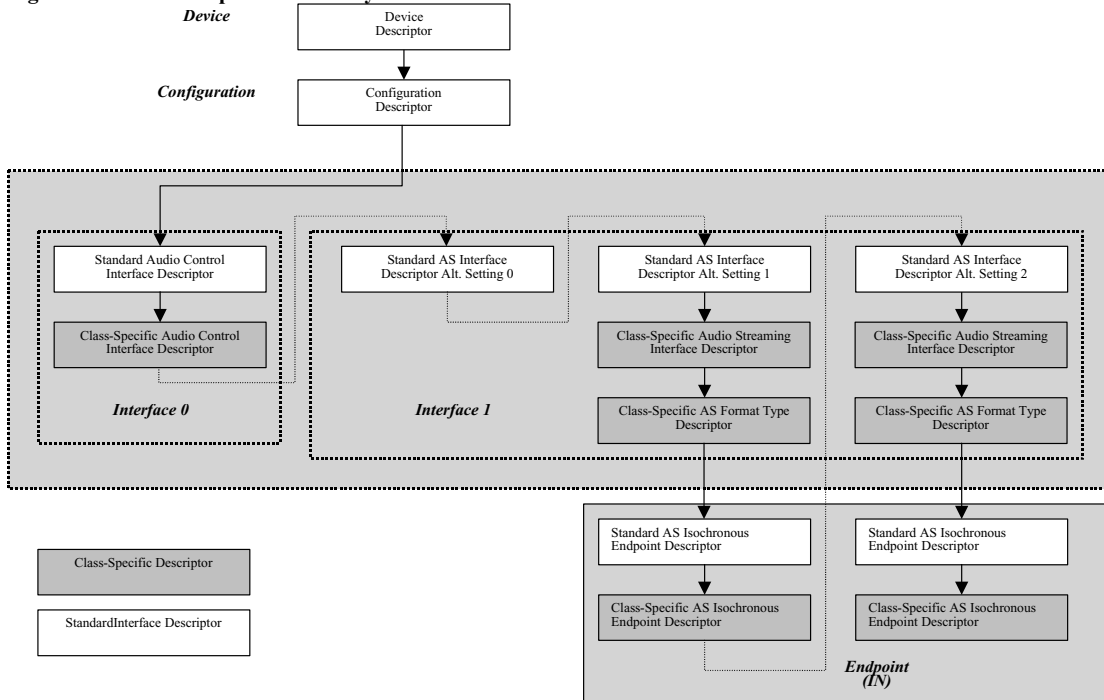 Device
Device
Descriptor
Configuration
Configuration
Descriptor
Standard Audio Control
Interface Descriptor
Standard AS Interface
Descriptor Alt. Setting 0
Standard AS Interface
Descriptor Alt. Setting 1
Standard AS Interface
Descriptor Alt. Setting 2
Class-Specific Audio Control
Interface Descriptor
Class-Specific Audio Streaming
Interface Descriptor
Class-Specific Audio Streaming
Interface Descriptor
Interface 0
Interface 1
Class-Specific AS Format Type
Descriptor
Class-Specific AS Format Type
Descriptor
Standard AS Isochronous
Endpoint Descriptor
Standard AS Isochronous
Endpoint Descriptor
Class-Specific Descriptor
Class-Specific AS Isochronous
Endpoint Descriptor
Class-Specific AS Isochronous
Endpoint Descriptor
StandardInterface Descriptor
Endpoint
(IN)